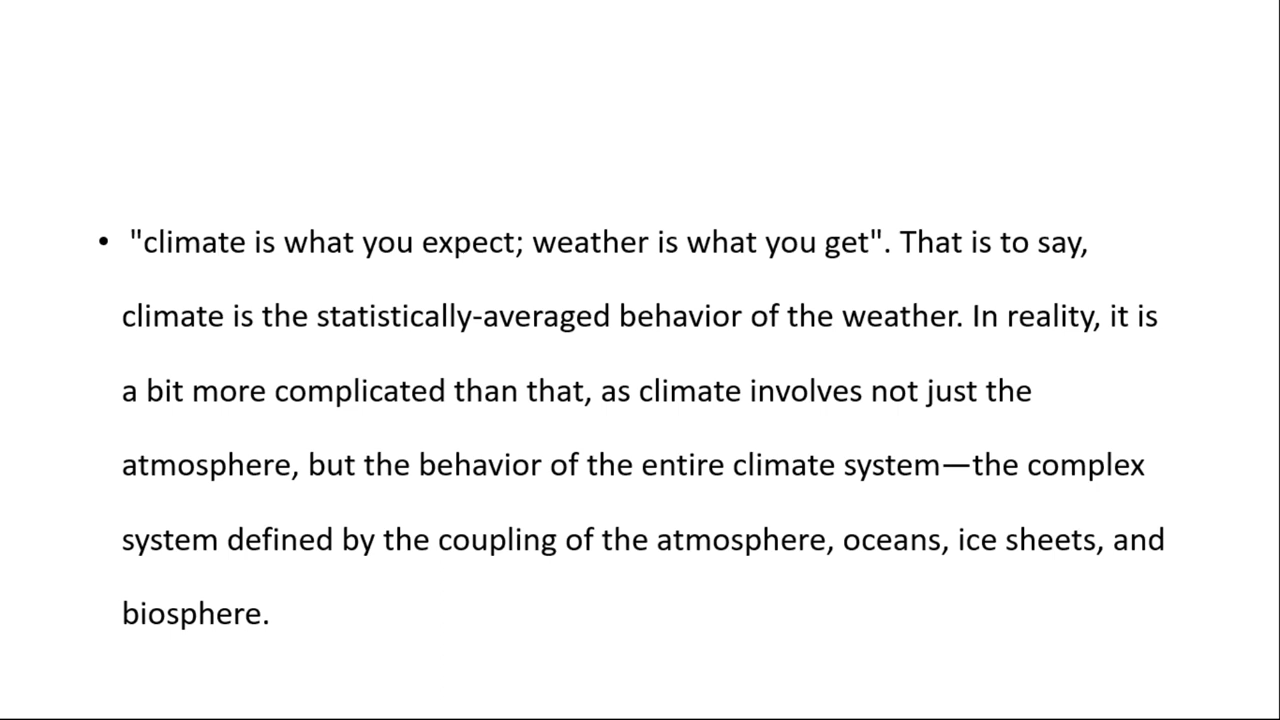 • "climate is what you expect; weather is what you get". That is to say,
climate is the statistically-averaged behavior of the weather. In reality, it is
a bit more complicated than that, as climate involves not just the
atmosphere, but the behavior of the entire climate system—the complex
system defined by the coupling of the atmosphere, oceans, ice sheets, and
biosphere.